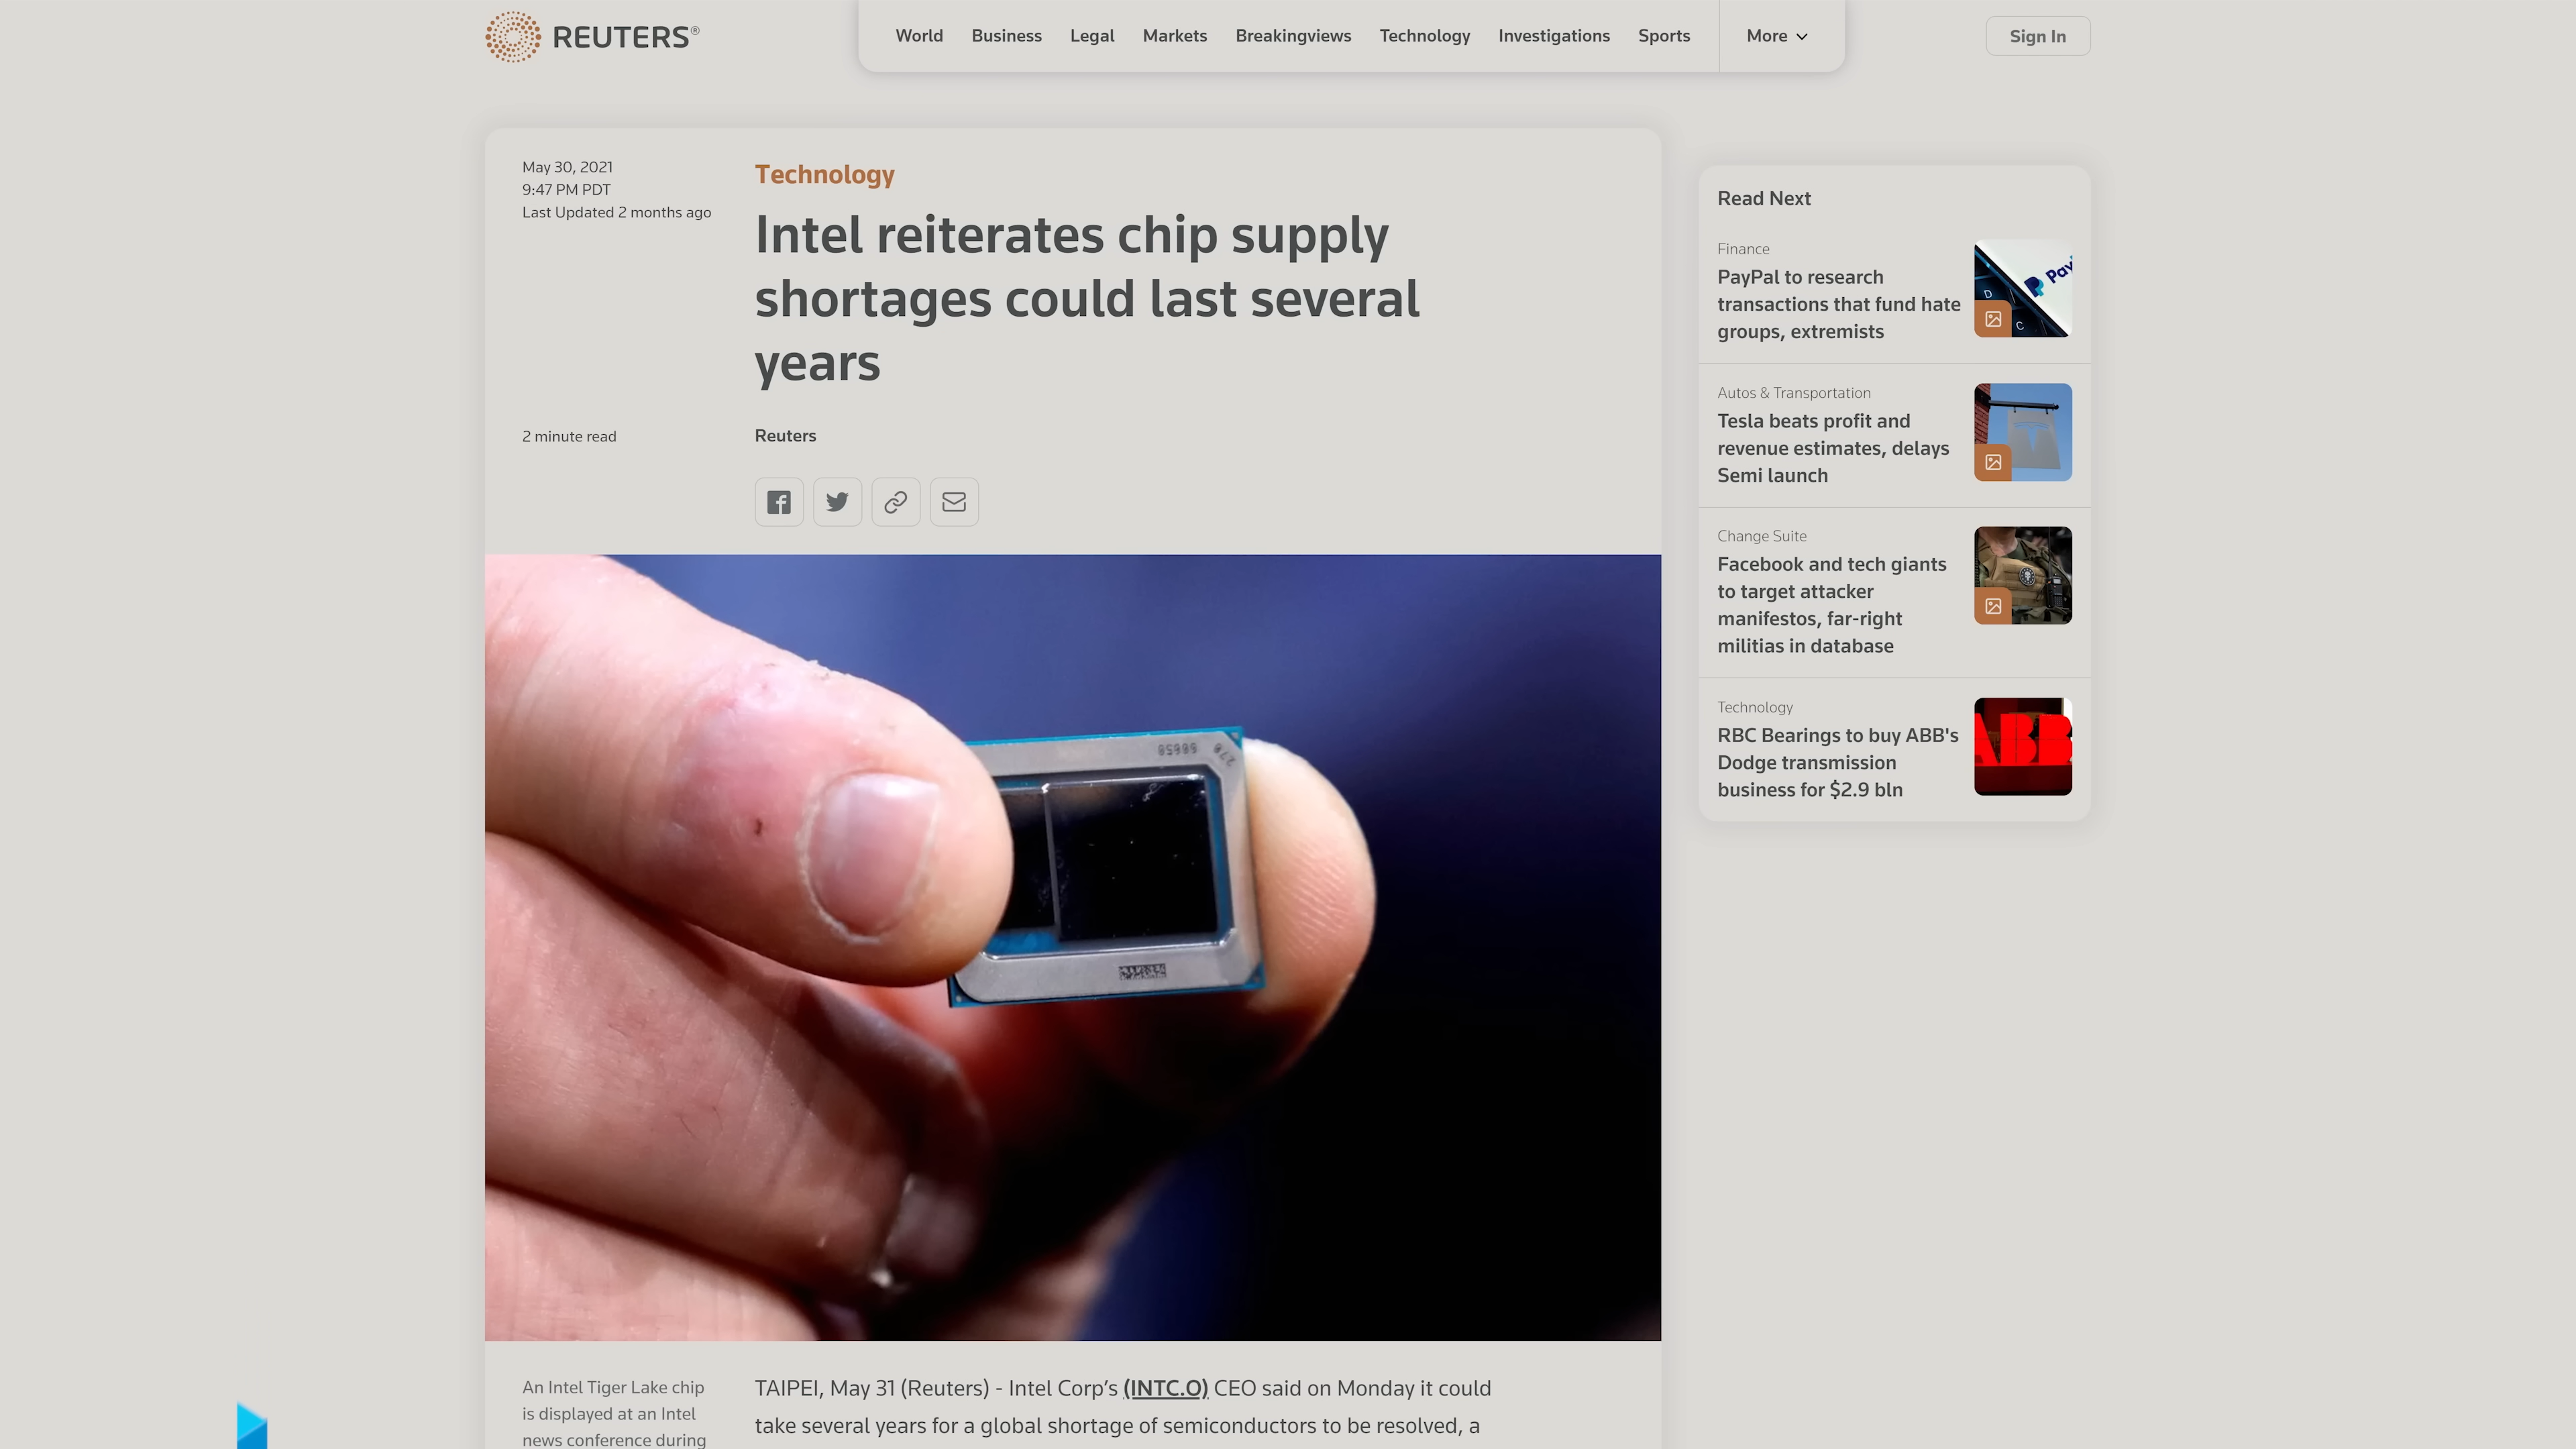 REUTERS®
World Business Legal Markets Breakingviews Technology Investigations Sports More
Sign In
May 30, 2021
9:47 PM PDT
Last Updated 2 months ago
Technology
Intel reiterates chip supply
shortages could last several
years
2 minute read
Reuters
An Intel Tiger Lake chip
is displayed at an Intel
news conference during
TAIPEI, May 31 (Reuters) - Intel Corp’s (INTC.O) CEO said on Monday it could
take several years for a global shortage of semiconductors to be resolved, a
Read Next
Finance
PayPal to research
transactions that fund hate
groups, extremists
Pay
D
C
Autos & Transportation
Tesla beats profit and
revenue estimates, delays
Semi launch
Change Suite
Facebook and tech giants
to target attacker
manifestos, far-right
militias in database
Technology
RBC Bearings to buy ABB's
Dodge transmission
business for $2.9 bln
ABB